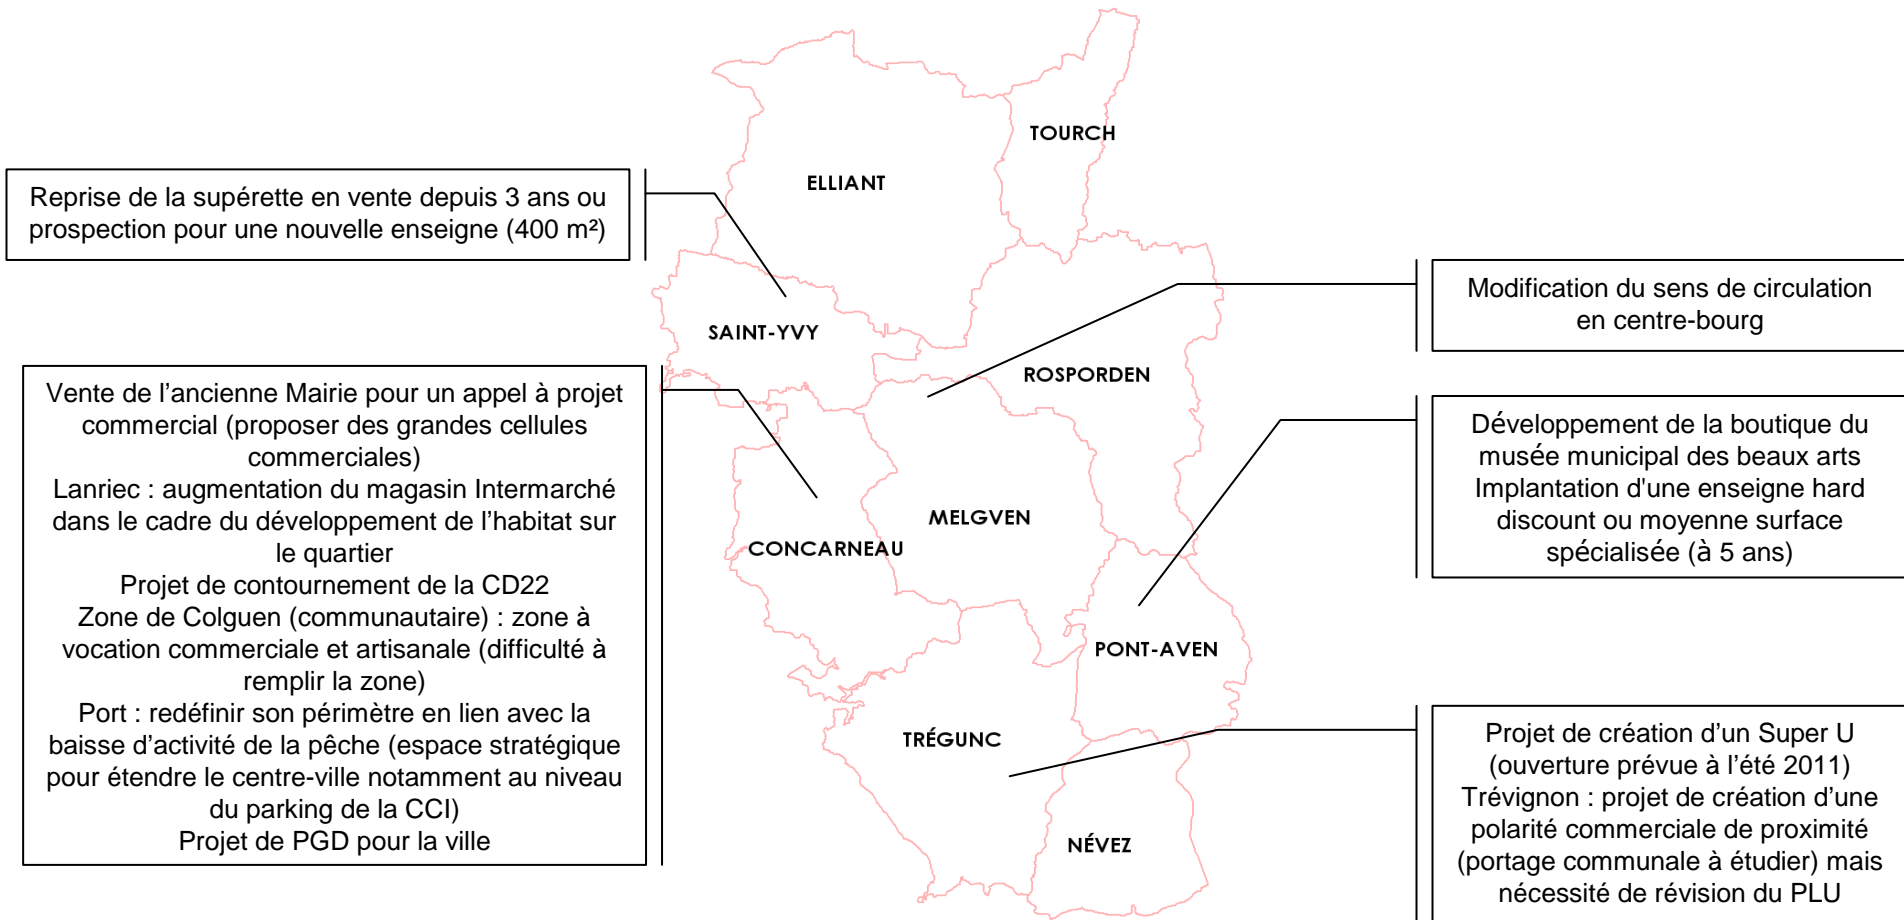 TOURCH
ELLIANT
Reprise de la supérette en vente depuis 3 ans ou
prospection pour une nouvelle enseigne (400 m²)
SAINT-YVY
Modification du sens de circulation
en centre-bourg
ROSPORDEN
Vente de l’ancienne Mairie pour un appel à projet
commercial (proposer des grandes cellules
commerciales)
Lanriec : augmentation du magasin Intermarché
dans le cadre du développement de l’habitat sur
le quartier
Projet de contournement de la CD22
Zone de Colguen (communautaire) : zone à
vocation commerciale et artisanale (difficulté à
remplir la zone)
Port : redéfinir son périmètre en lien avec la
baisse d’activité de la pêche (espace stratégique
pour étendre le centre-ville notamment au niveau
du parking de la CCI)
Projet de PGD pour la ville
MELGVEN
CONCARNEAU
Développement de la boutique du
musée municipal des beaux arts
Implantation d'une enseigne hard
discount ou moyenne surface
spécialisée (à 5 ans)
PONT-AVEN
TRÉGUNC
NÉVEZ
Projet de création d’un Super U
(ouverture prévue à l’été 2011)
Trévignon : projet de création d’une
polarité commerciale de proximité
(portage communale à étudier) mais
nécessité de révision du PLU